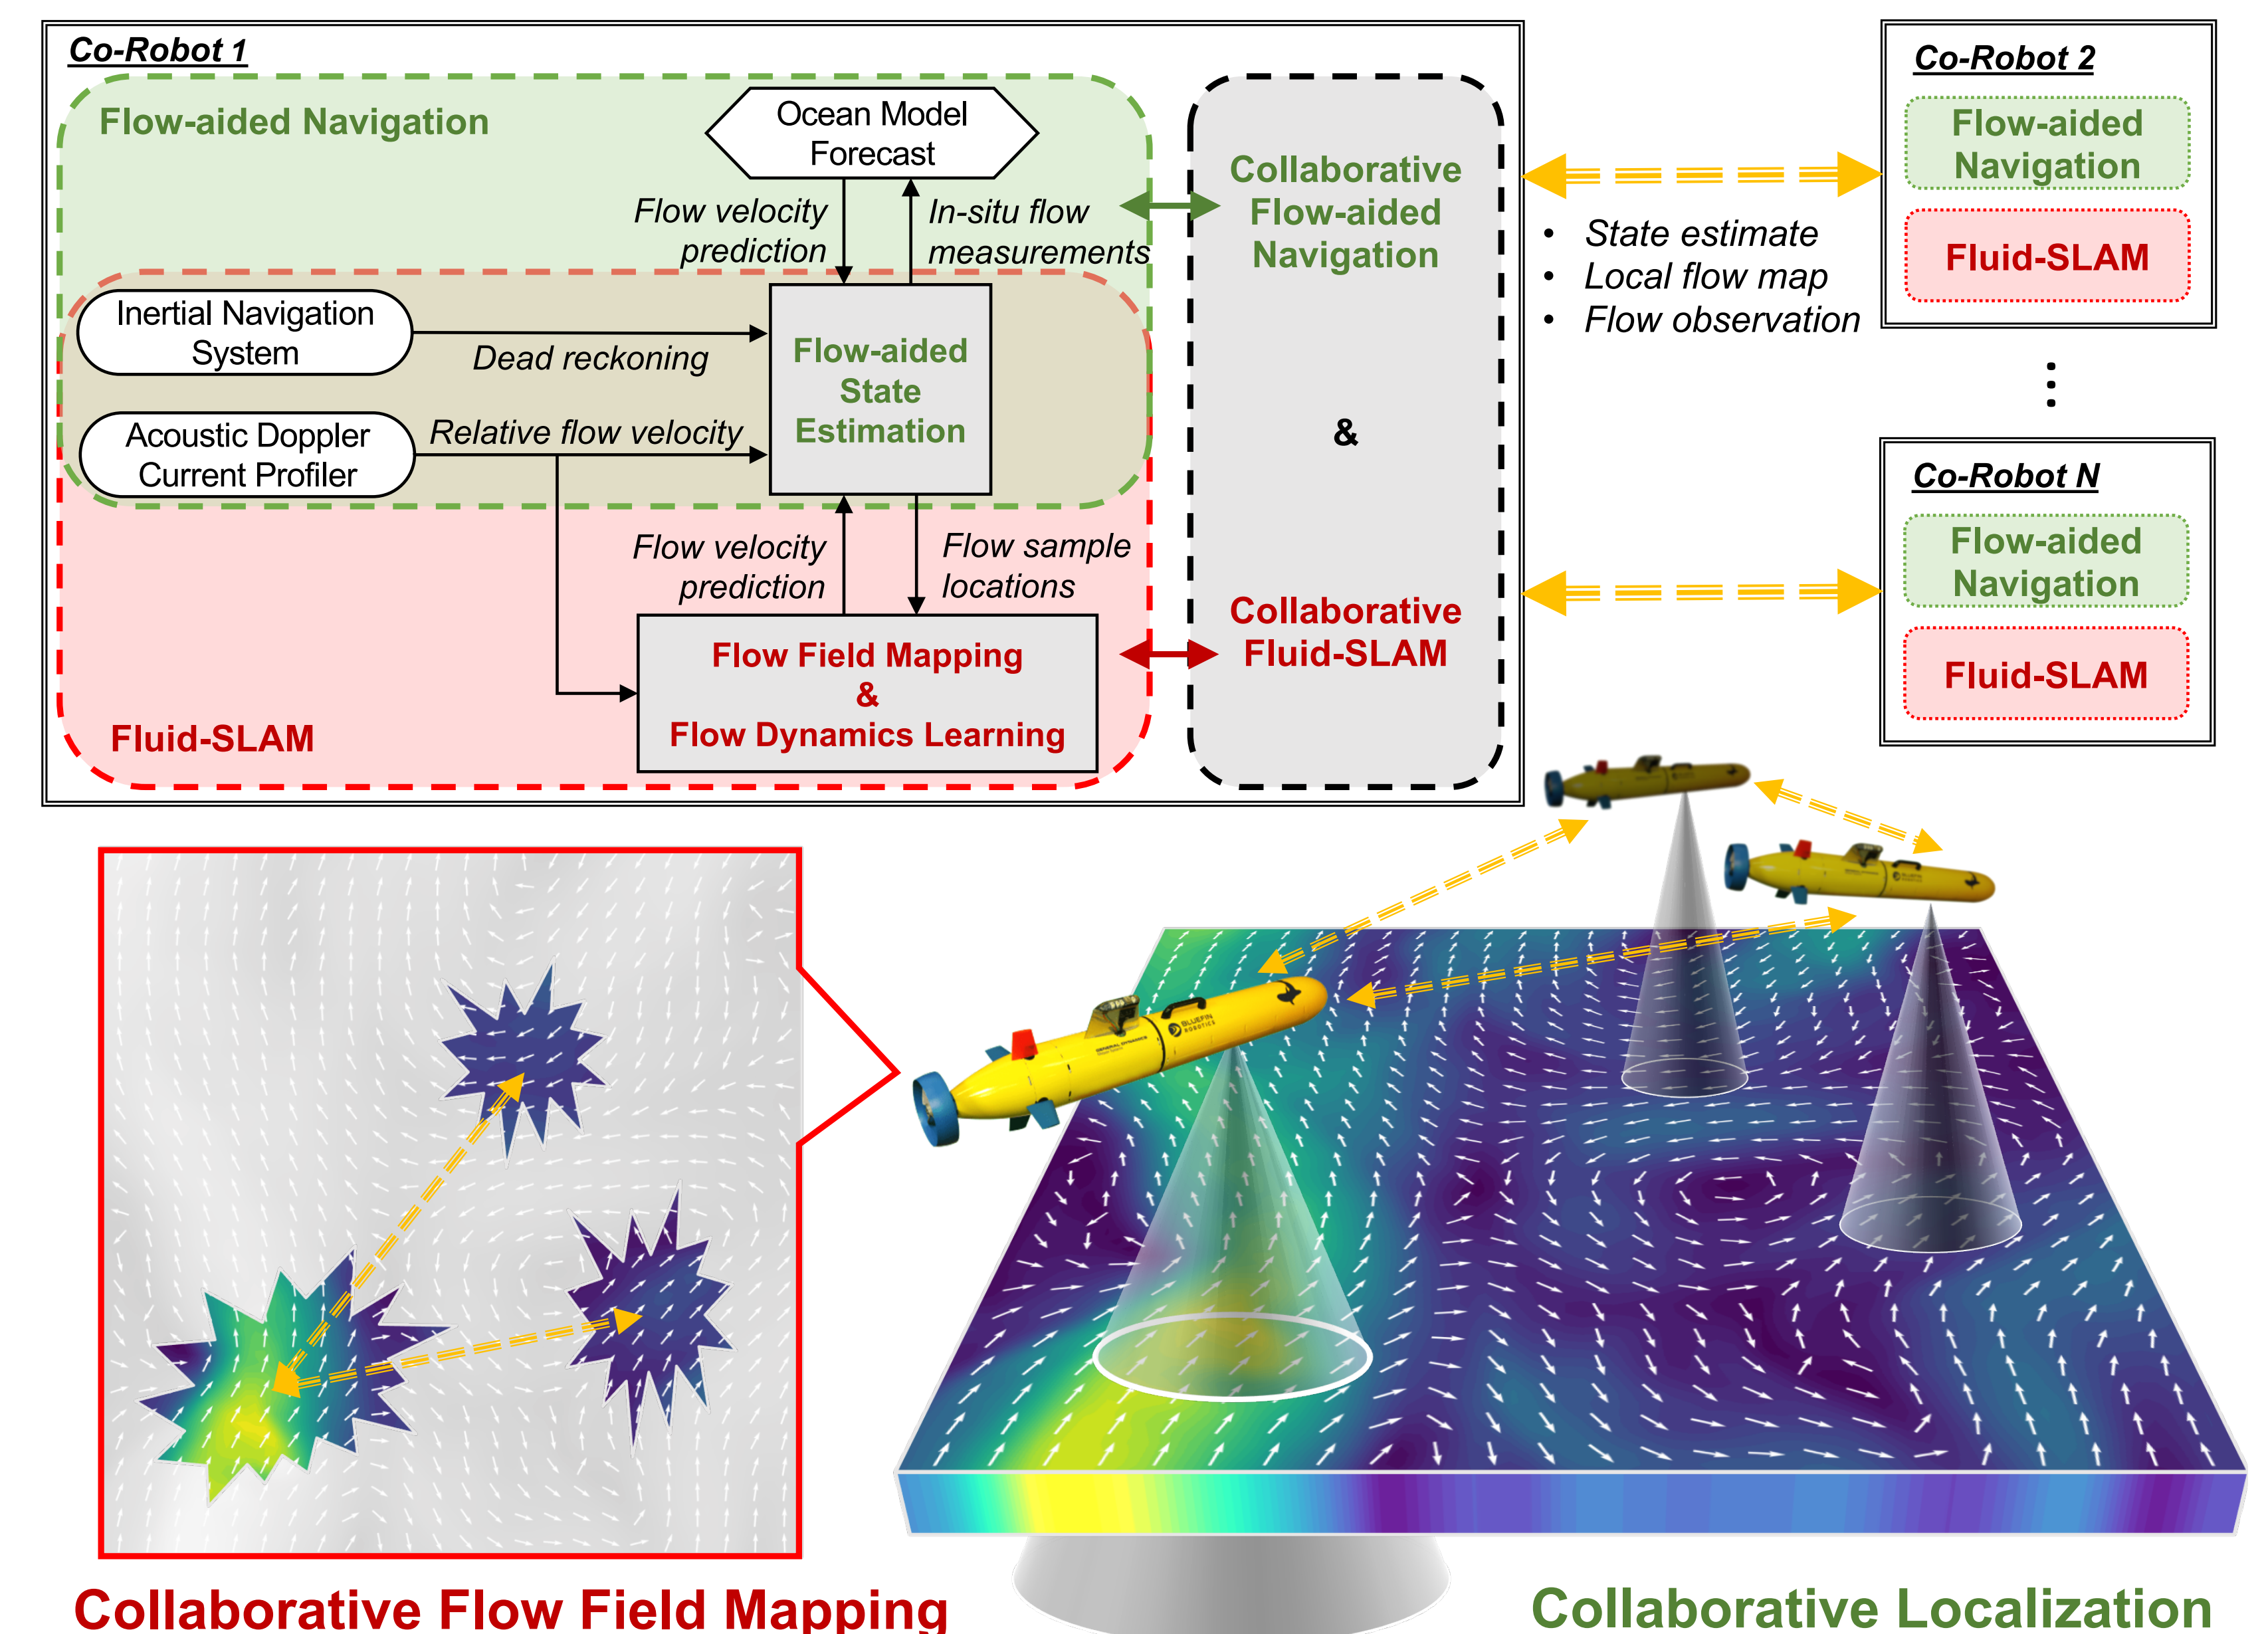 Co-Robot 1
Flow-aided Navigation
Ocean Model
Forecast
Flow velocity
prediction
In-situ flow
measurements
Inertial Navigation
System
Dead reckoning
Acoustic Doppler
Current Profiler
Relative flow velocity
Flow-aided
State
Estimation
Flow velocity
prediction
Flow sample
locations
Flow Field Mapping
&
Flow Dynamics Learning
Fluid-SLAM
Collaborative
Flow-aided
Navigation
&
Collaborative
Fluid-SLAM
• State estimate
• Local flow map
• Flow observation
Co-Robot 2
Flow-aided
Navigation
Fluid-SLAM
⋮
Co-Robot N
Flow-aided
Navigation
Fluid-SLAM
BLUEFIN
ROBOTICS
GENERAL DYNAMICS
Collaborative Flow Field Mapping
Collaborative Localization